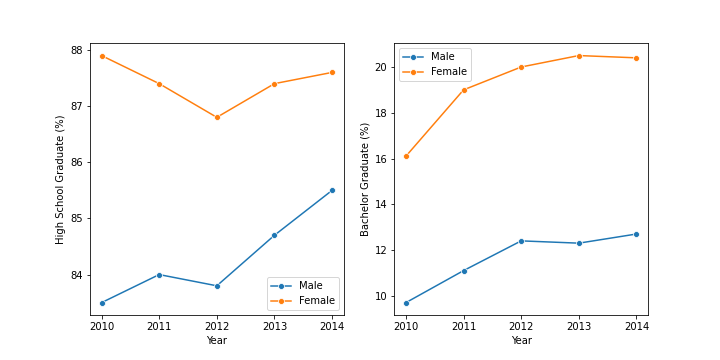 High School Graduate (%)
88
87
86
85
84
2010 2011 2012 2013 2014
Year
Male
Female
Bachelor Graduate (%)
20
18
16
14
12
10
2010 2011 2012 2013 2014
Year
Male
Female